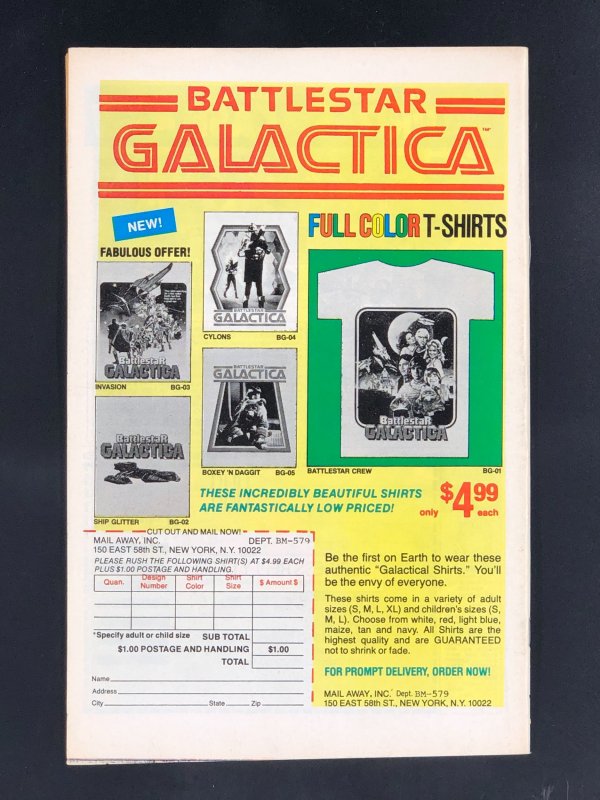 BATTLESTAR
GALACTICA™
NEW!
FABULOUS OFFER!
FULL COLOR T-SHIRTS
Battlestar
GALACTICA
INVASION BG-03
BATTLESTAR
GALACTICA
CYLONS BG-04
Battlestar
GALACTICA
SHIP GLITTER BG-02
BATTLESTAR
GALACTICA
BOXEY 'N DAGGIT BG-05
Battlestar
GALACTICA
BATTLESTAR CREW BG-01
THESE INCREDIBLY BEAUTIFUL SHIRTS
ARE FANTASTICALLY LOW PRICED!
only $4.99 each
CUT OUT AND MAIL NOW!
MAIL AWAY, INC. DEPT. BM-579
150 EAST 58th ST., NEW YORK, N.Y. 10022
PLEASE RUSH THE FOLLOWING SHIRT(S) AT $4.99 EACH
PLUS $1.00 POSTAGE AND HANDLING.
Quan. Design Number Shirt Color Shirt Size $ Amount $
*Specify adult or child size SUB TOTAL
$1.00 POSTAGE AND HANDLING $1.00
TOTAL
Name
Address
City State Zip
Be the first on Earth to wear these
authentic "Galactical Shirts." You'll
be the envy of everyone.
These shirts come in a variety of adult
sizes (S, M, L, XL) and children's sizes (S,
M, L). Choose from white, red, light blue,
maize, tan and navy. All Shirts are the
highest quality and are GUARANTEED
not to shrink or fade.
FOR PROMPT DELIVERY, ORDER NOW!
MAIL AWAY, INC. Dept. BM-579
150 EAST 58th ST., NEW YORK, N.Y. 10022